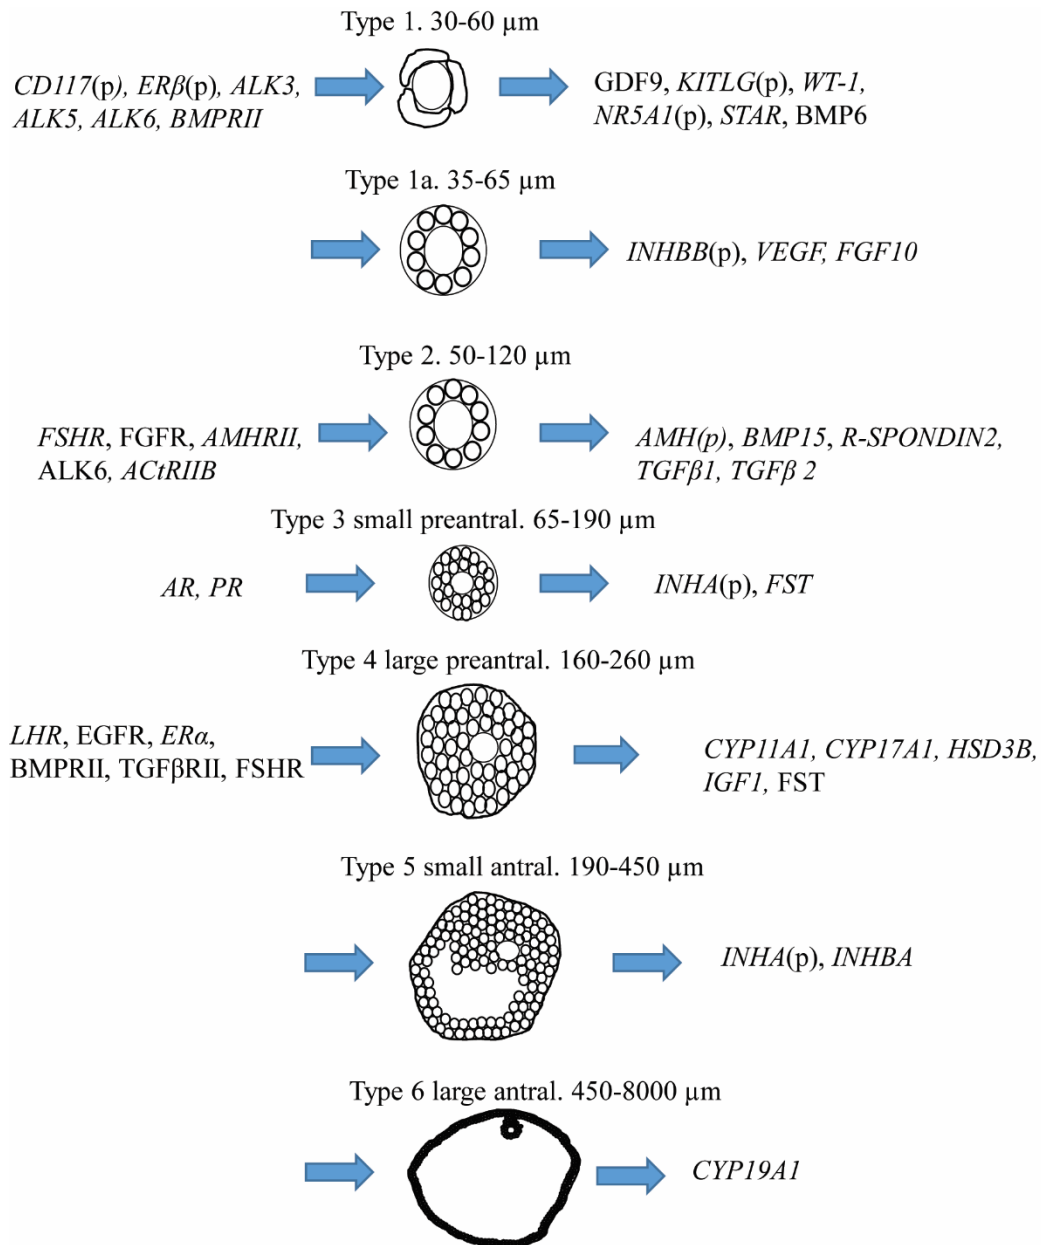 Type 1. 30-60 µm
CD117(p), ERβ(p), ALK3,
ALK5, ALK6, BMPRII
GDF9, KITLG(p), WT-1,
NR5A1(p), STAR, BMP6
Type 1a. 35-65 µm
INHBB(p), VEGF, FGF10
Type 2. 50-120 µm
FSHR, FGFR, AMHRII,
ALK6, ACtRIIB
AMH(p), BMP15, R-SPONDIN2,
TGFβ1, TGFβ 2
Type 3 small preantral. 65-190 µm
AR, PR
INHA(p), FST
Type 4 large preantral. 160-260 µm
LHR, EGFR, ERα,
BMPRII, TGFβRII, FSHR
CYP11A1, CYP17A1, HSD3B,
IGF1, FST
Type 5 small antral. 190-450 µm
INHA(p), INHBA
Type 6 large antral. 450-8000 µm
CYP19A1